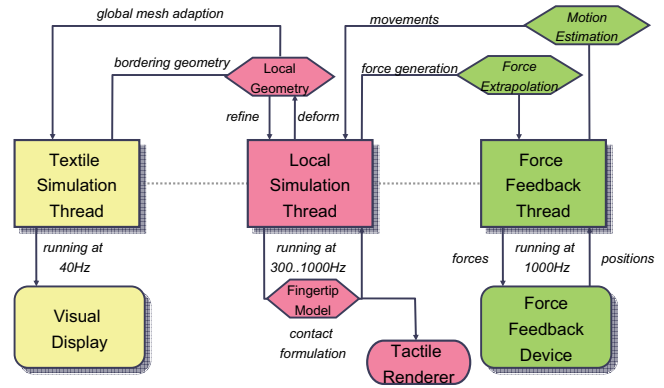 global mesh adaption
movements
Motion
Estimation
bordering geometry
Local
Geometry
force generation
Force
Extrapolation
refine
deform
Textile
Simulation
Thread
Local
Simulation
Thread
Force
Feedback
Thread
running at
40Hz
running at
300..1000Hz
forces
running at
1000Hz
positions
Fingertip
Model
Visual
Display
contact
formulation
Tactile
Renderer
Force
Feedback
Device